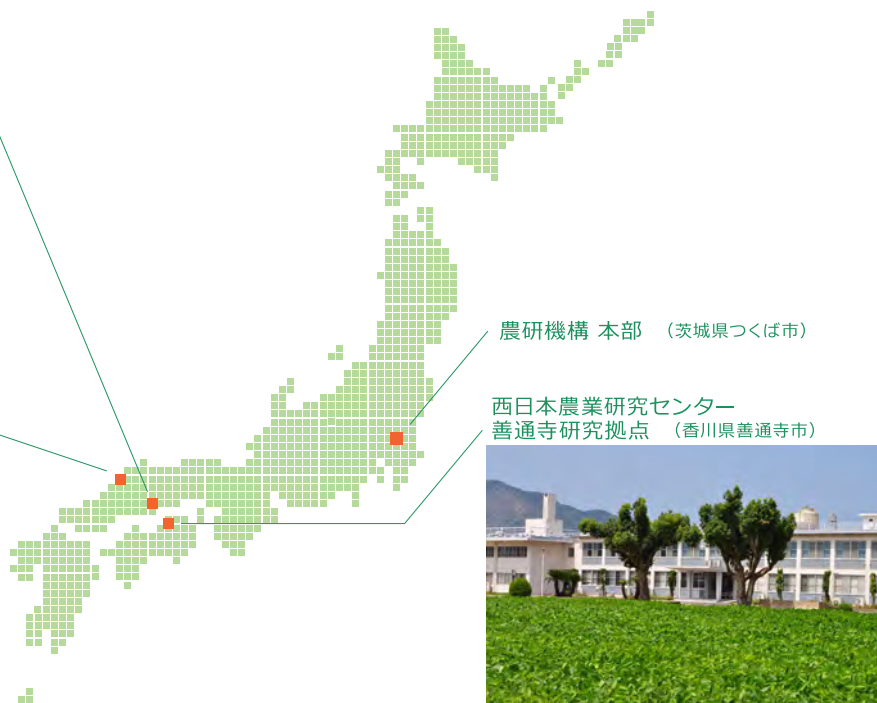 農研機構 本部 （茨城県つくば市）
西日本農業研究センター
善通寺研究拠点 （香川県善通寺市）